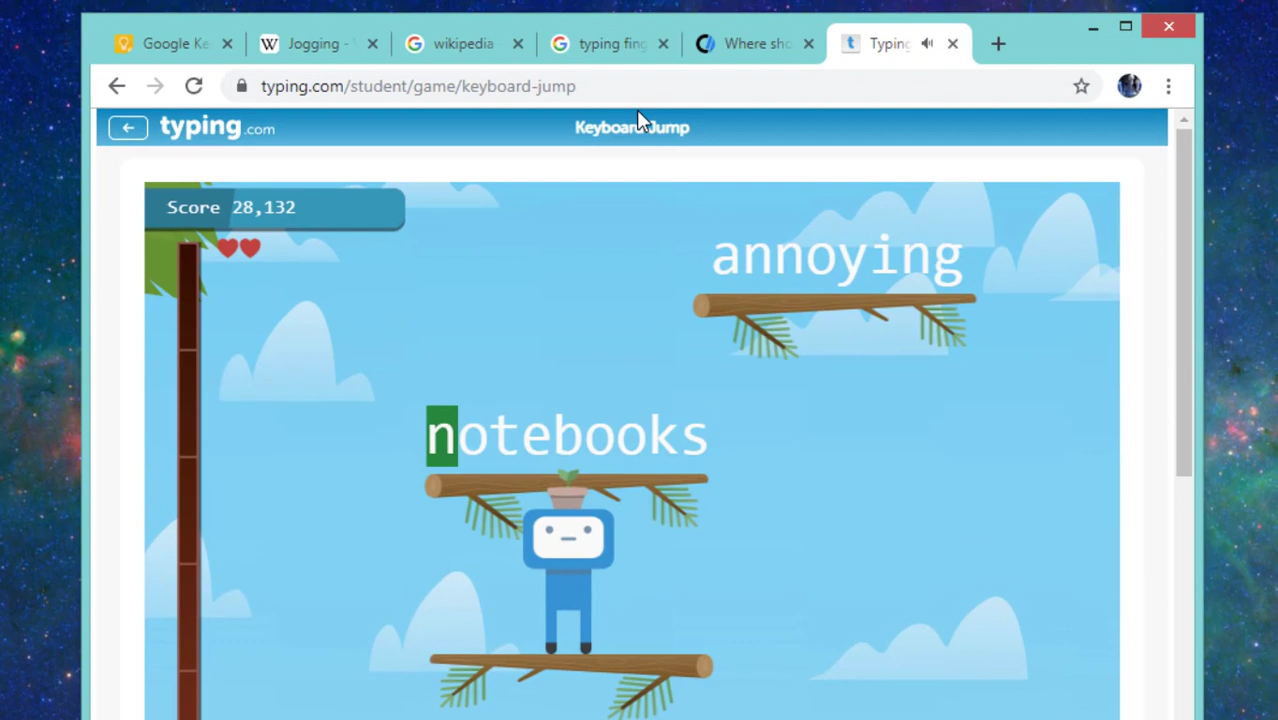 Google Ke
Jogging -
wikipedia
typing fing
Where sho
Typing
typing.com/student/game/keyboard-jump
typing.com
Keyboard Jump
Score 28,132
annoying
notebooks